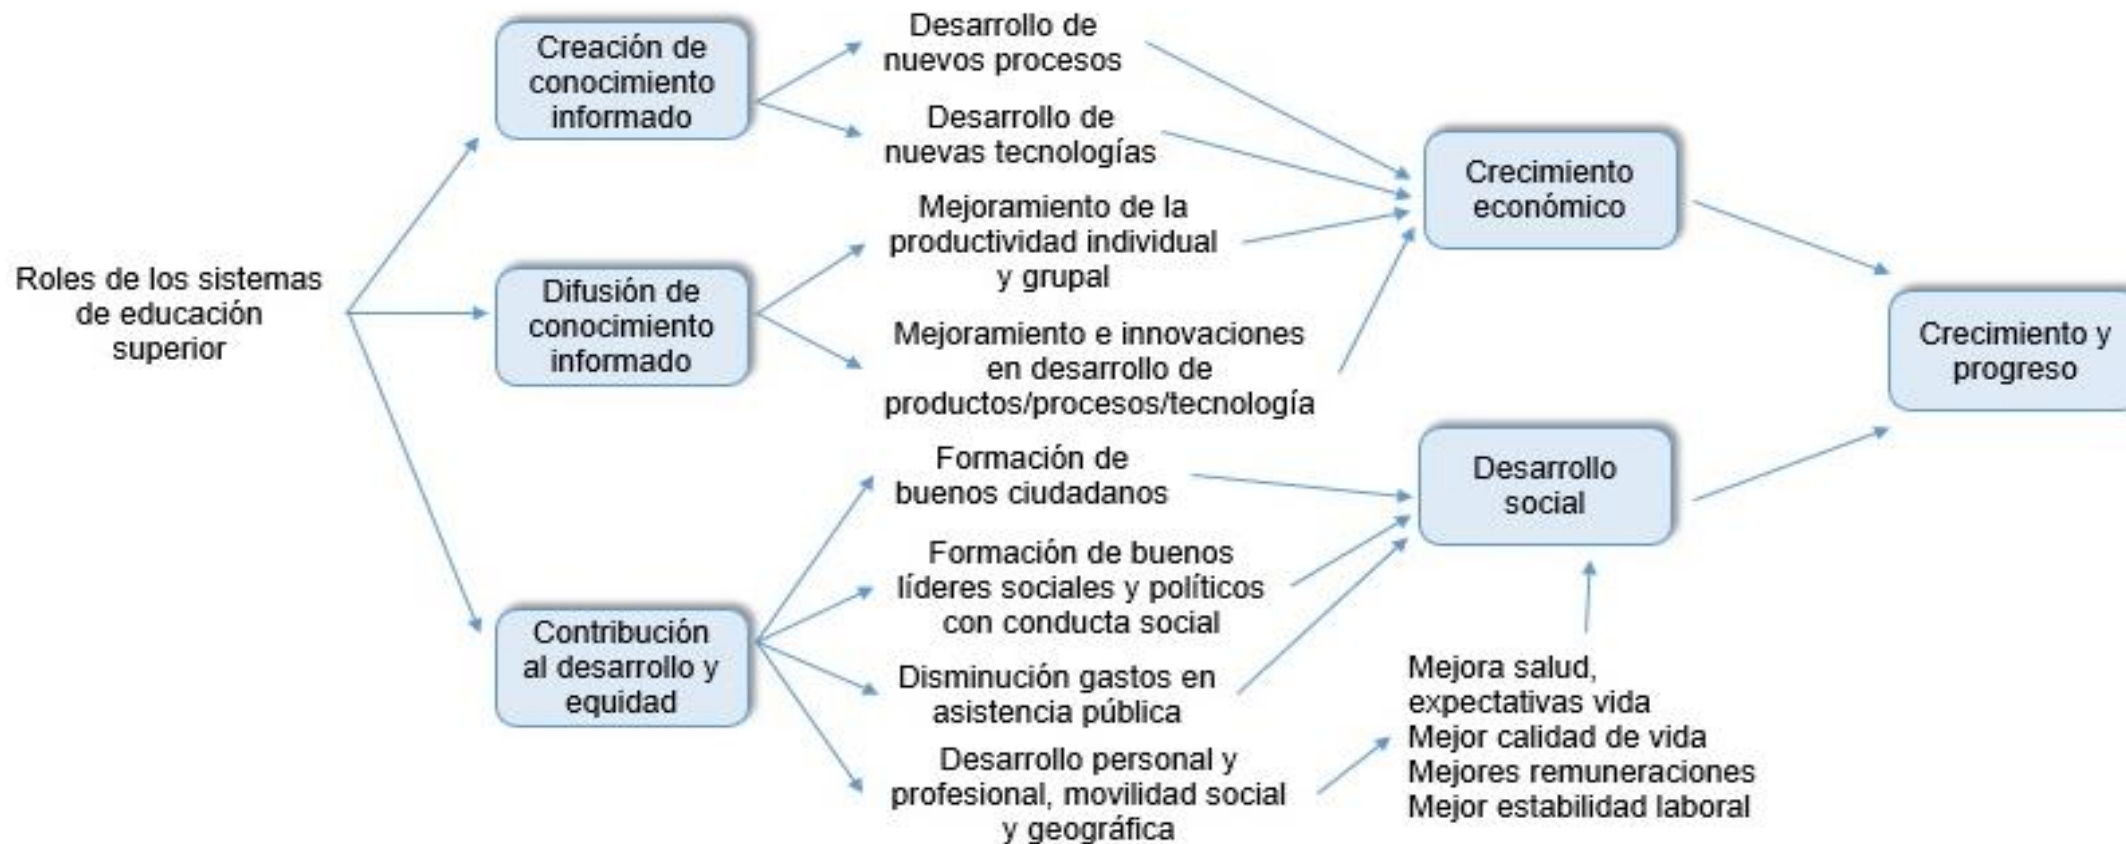 Roles de los sistemas
de educación
superior
Creación de
conocimiento
informado
Difusión de
conocimiento
informado
Contribución
al desarrollo y
equidad
Desarrollo de
nuevos procesos
Desarrollo de
nuevas tecnologías
Mejoramiento de la
productividad individual
y grupal
Mejoramiento e innovaciones
en desarrollo de
productos/procesos/tecnología
Formación de
buenos ciudadanos
Formación de buenos
líderes sociales y políticos
con conducta social
Disminución gastos en
asistencia pública
Desarrollo personal y
profesional, movilidad social
y geográfica
Crecimiento
económico
Desarrollo
social
Mejora salud,
expectativas vida
Mejor calidad de vida
Mejores remuneraciones
Mejor estabilidad laboral
Crecimiento y
progreso